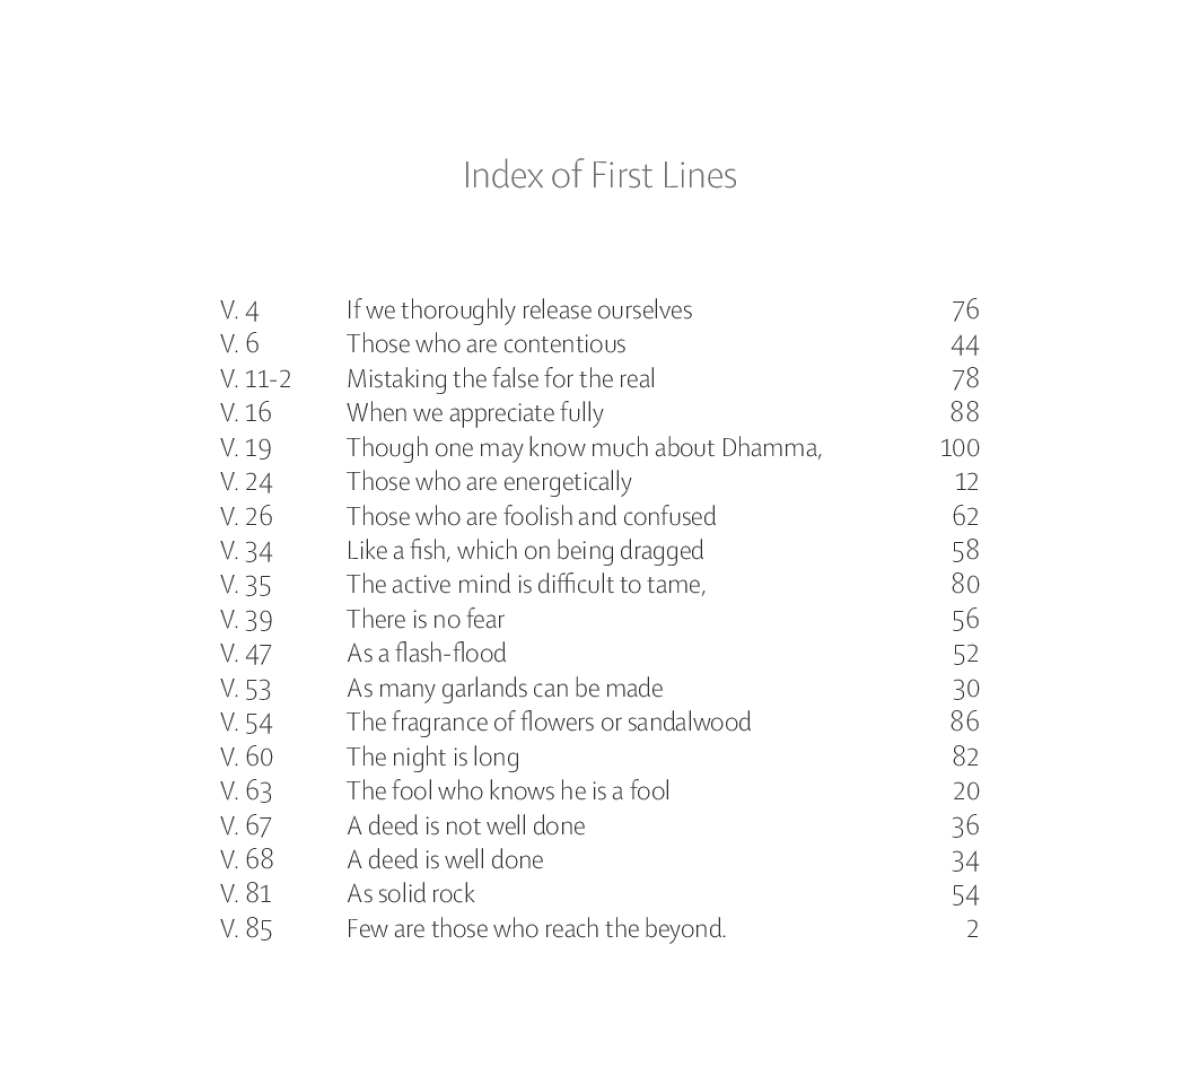 Index of First Lines
V. 4 If we thoroughly release ourselves 76
V. 6 Those who are contentious 44
V. 11-2 Mistaking the false for the real 78
V. 16 When we appreciate fully 88
V. 19 Though one may know much about Dhamma, 100
V. 24 Those who are energetically 12
V. 26 Those who are foolish and confused 62
V. 34 Like a fish, which on being dragged 58
V. 35 The active mind is difficult to tame, 80
V. 39 There is no fear 56
V. 47 As a flash-flood 52
V. 53 As many garlands can be made 30
V. 54 The fragrance of flowers or sandalwood 86
V. 60 The night is long 82
V. 63 The fool who knows he is a fool 20
V. 67 A deed is not well done 36
V. 68 A deed is well done 34
V. 81 As solid rock 54
V. 85 Few are those who reach the beyond. 2